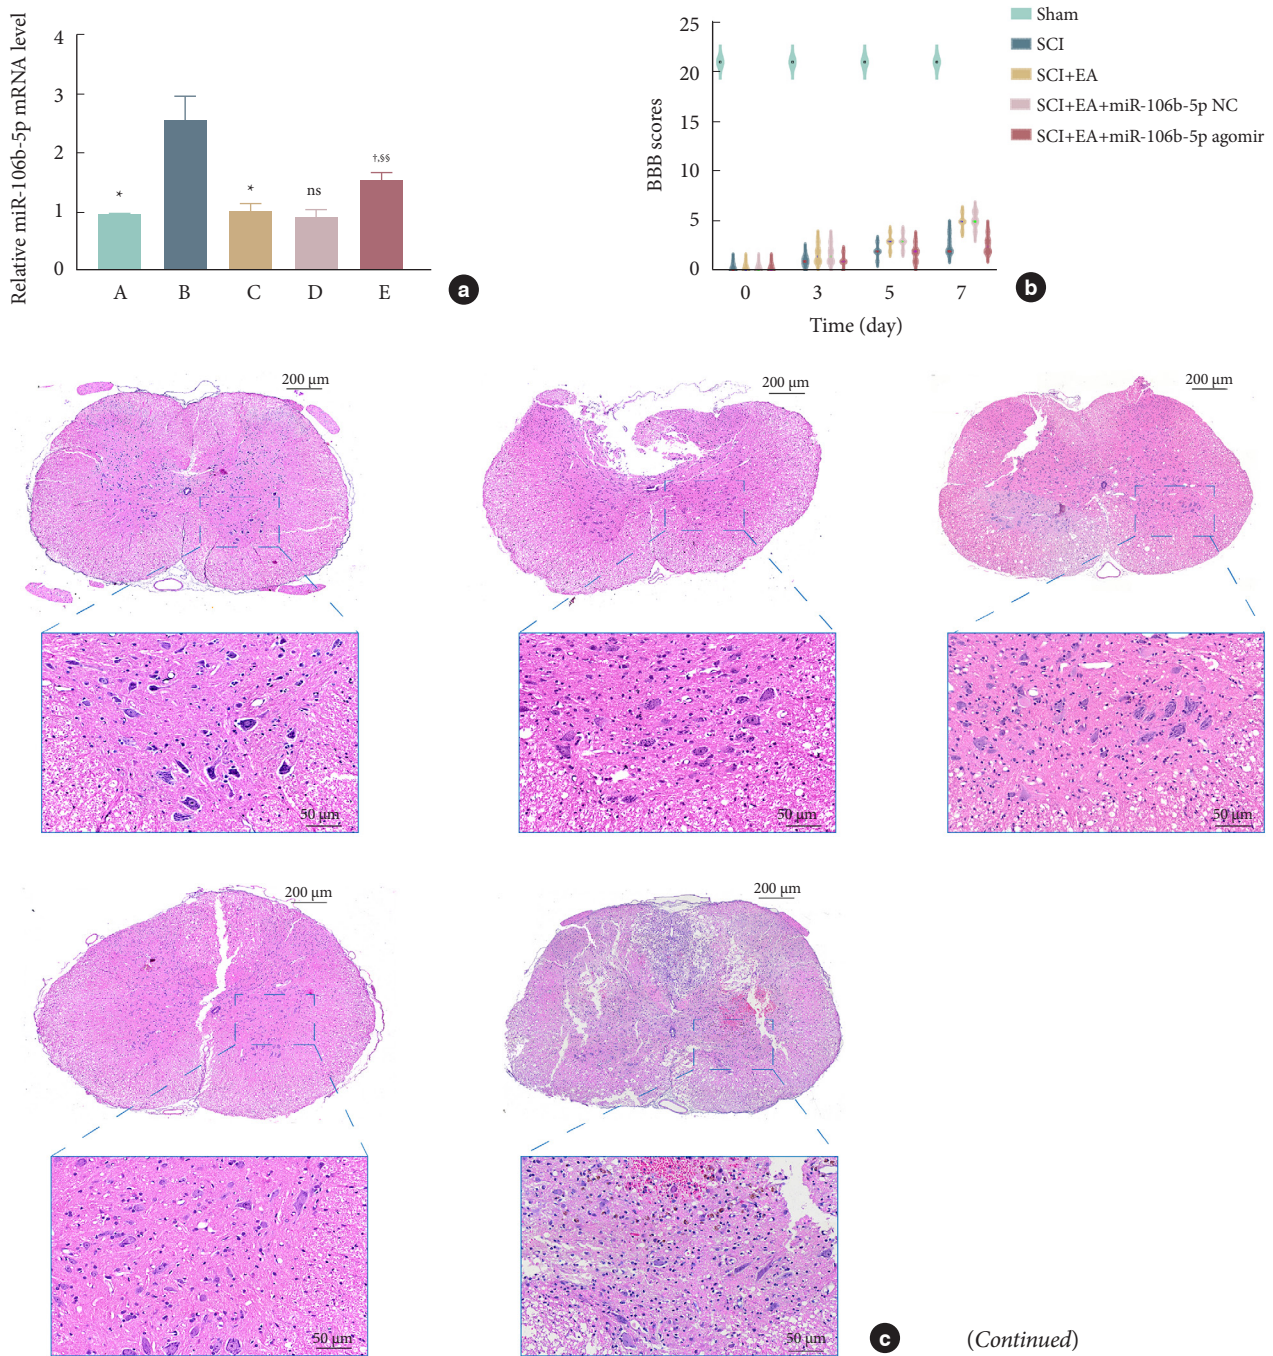 Relative miR-106b-5p mRNA level
4
3
2
1
0
*
*
ns
†,§§
A
B
C
D
E
a
BBB scores
25
20
15
10
5
0
0
3
5
7
Time (day)
b
Sham
SCI
SCI+EA
SCI+EA+miR-106b-5p NC
SCI+EA+miR-106b-5p agomir
200 µm
200 µm
200 µm
50 µm
50 µm
50 µm
200 µm
200 µm
50 µm
50 µm
c
(Continued)